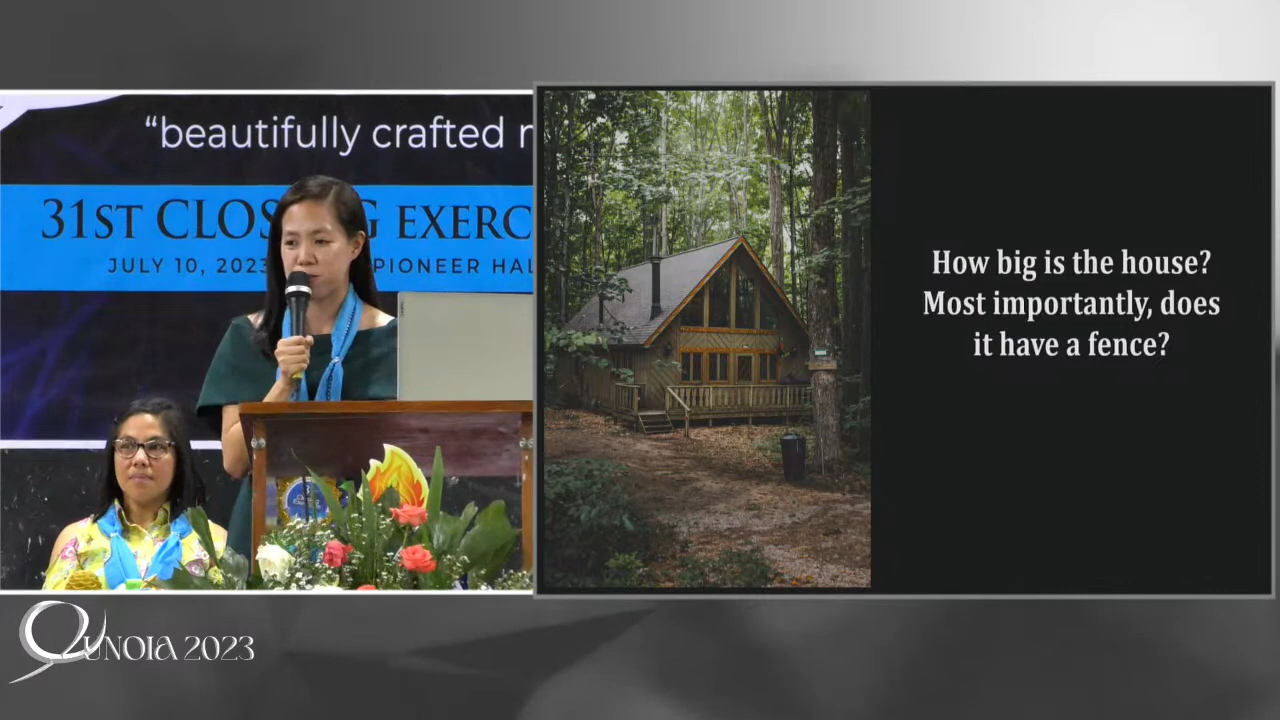 “beautifully crafted
31ST CLOS G EXERC
JULY 10, 2023 PIONEER HAL
How big is the house?
Most importantly, does
it have a fence?
QUNOIA 2023